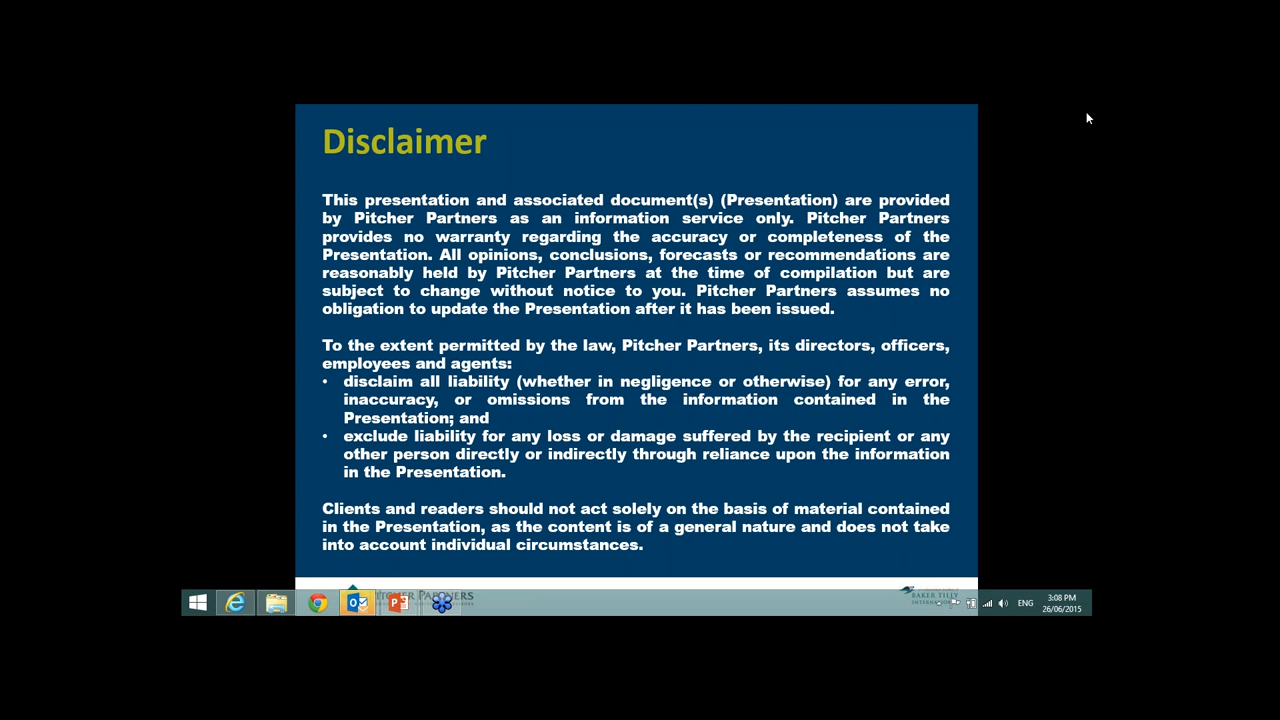 Disclaimer
This presentation and associated document(s) (Presentation) are provided
by Pitcher Partners as an information service only. Pitcher Partners
provides no warranty regarding the accuracy or completeness of the
Presentation. All opinions, conclusions, forecasts or recommendations are
reasonably held by Pitcher Partners at the time of compilation but are
subject to change without notice to you. Pitcher Partners assumes no
obligation to update the Presentation after it has been issued.
To the extent permitted by the law, Pitcher Partners, its directors, officers,
employees and agents:
• disclaim all liability (whether in negligence or otherwise) for any error,
inaccuracy, or omissions from the information contained in the
Presentation; and
• exclude liability for any loss or damage suffered by the recipient or any
other person directly or indirectly through reliance upon the information
in the Presentation.
Clients and readers should not act solely on the basis of material contained
in the Presentation, as the content is of a general nature and does not take
into account individual circumstances.
BAKER TILLY
INTERNATIONAL
ENG
3:08 PM
26/06/2015